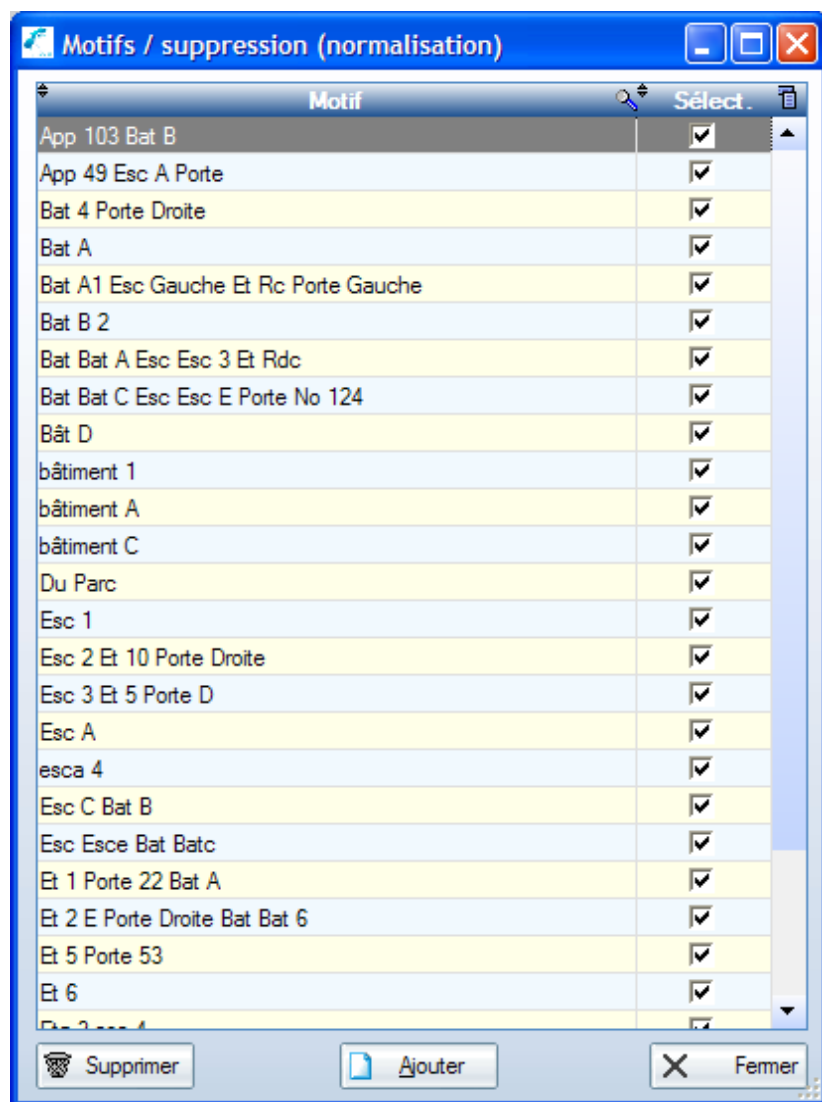 Motifs / suppression (normalisation)
Motif Sélect.
App 103 Bat B
App 49 Esc A Porte
Bat 4 Porte Droite
Bat A
Bat A1 Esc Gauche Et Rc Porte Gauche
Bat B 2
Bat Bat A Esc Esc 3 Et Rdc
Bat Bat C Esc Esc E Porte No 124
Bât D
bâtiment 1
bâtiment A
bâtiment C
Du Parc
Esc 1
Esc 2 Et 10 Porte Droite
Esc 3 Et 5 Porte D
Esc A
esca 4
Esc C Bat B
Esc Esce Bat Batc
Et 1 Porte 22 Bat A
Et 2 E Porte Droite Bat Bat 6
Et 5 Porte 53
Et 6
Supprimer Ajouter Fermer